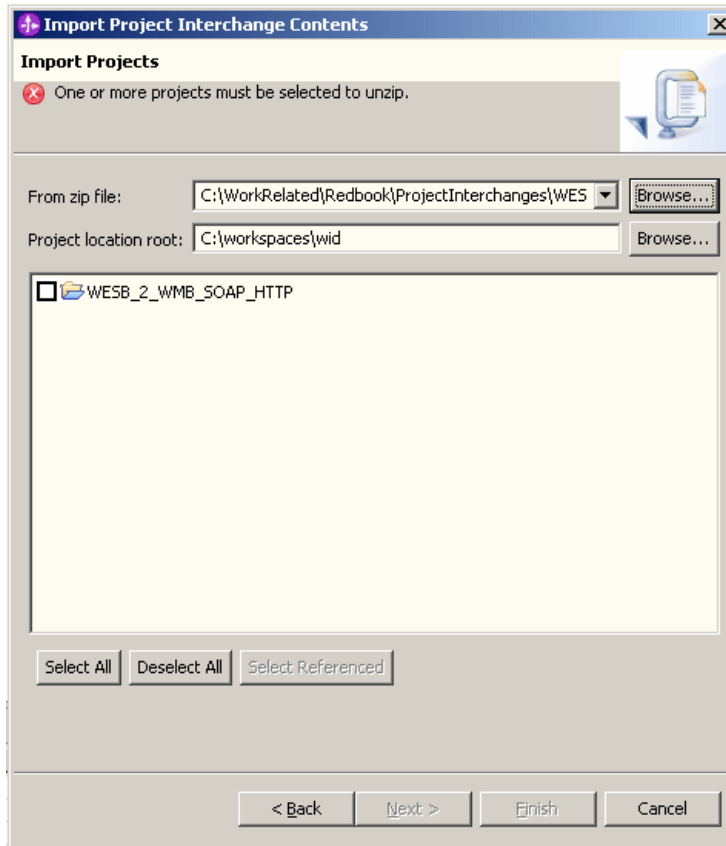 Import Project Interchange Contents
Import Projects
One or more projects must be selected to unzip.
From zip file: C:\WorkRelated\Redbook\ProjectInterchanges\WES Browse...
Project location root: C:\workspaces\wid Browse...
WESB_2_WMB_SOAP_HTTP
Select All Deselect All Select Referenced
< Back Next > Finish Cancel